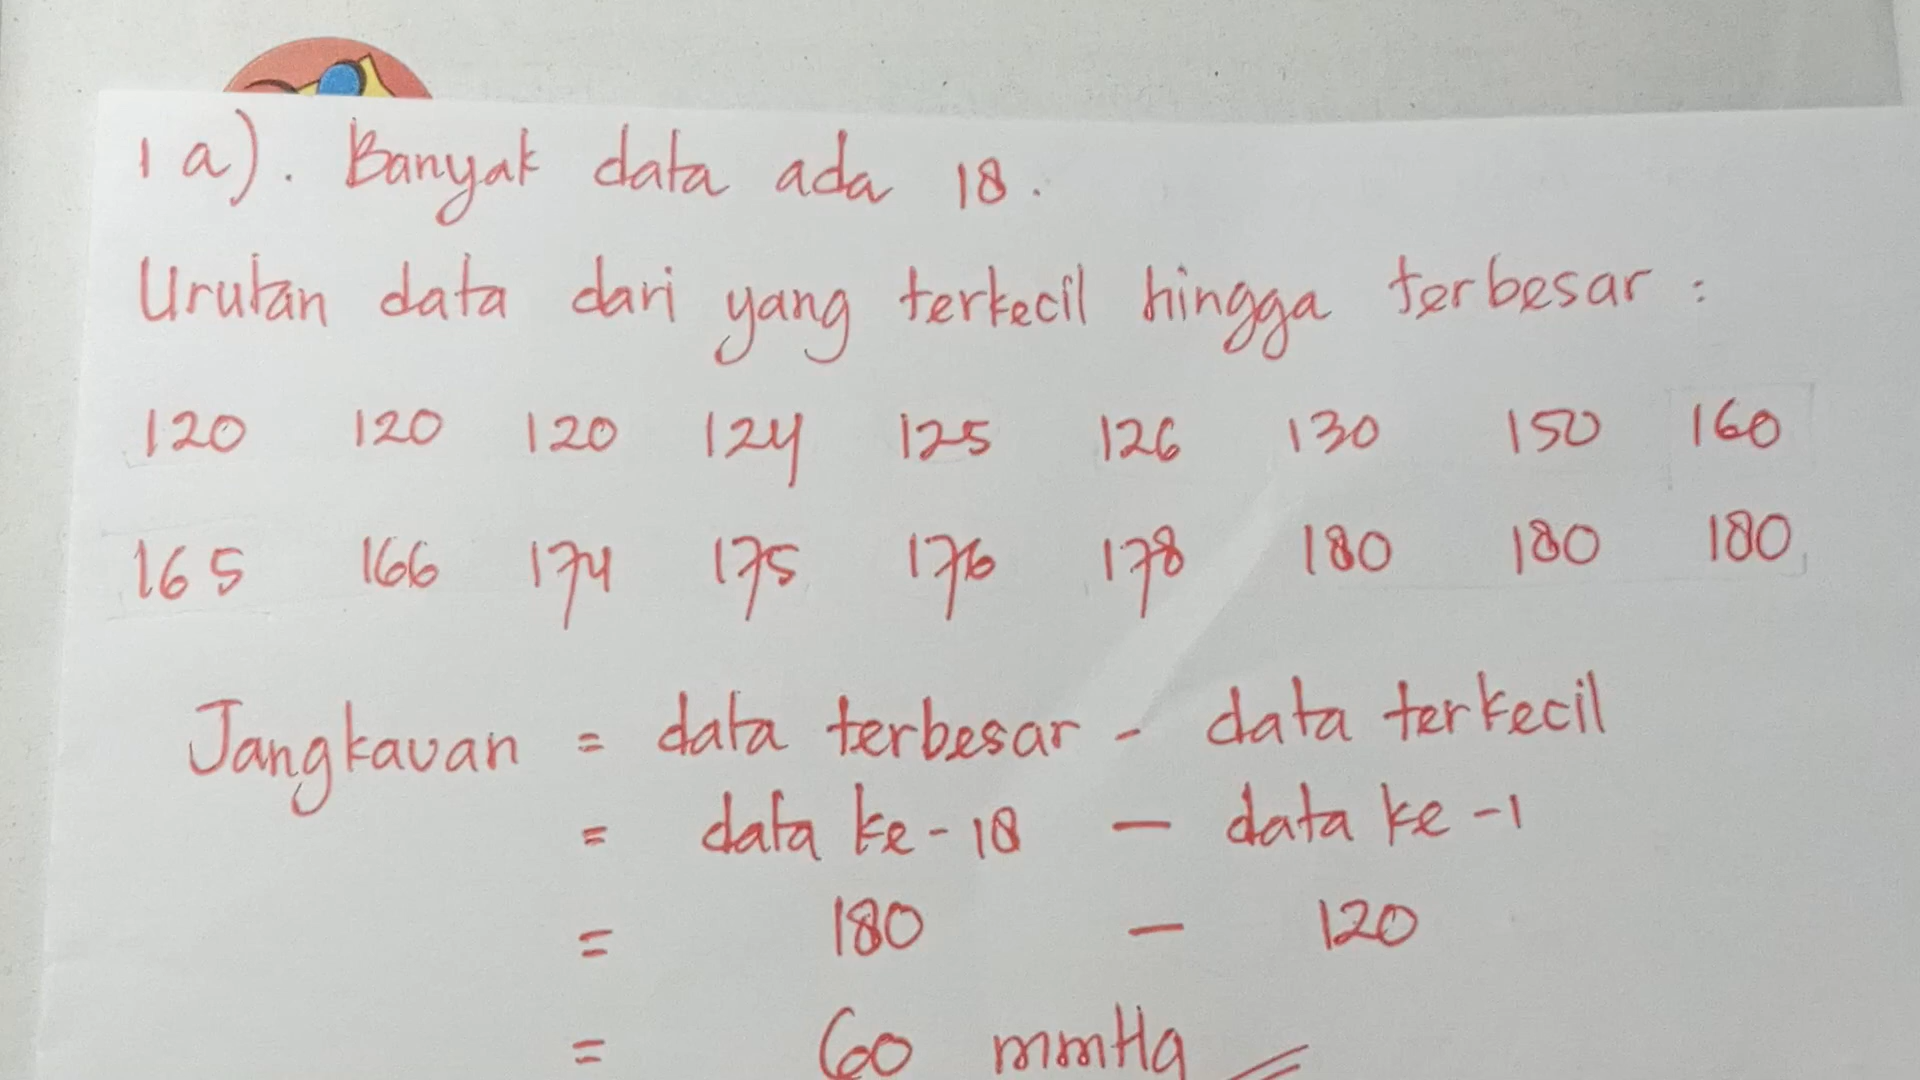 1 a). Banyak data ada 18.
Urutan data dari yang terkecil hingga terbesar :
120 120 120 124 125 126 130 150 160
165 166 174 175 176 178 180 180 180
Jangkauan = data terbesar - data terkecil
= data ke-18 - data ke-1
= 180 - 120
= 60 mmHg